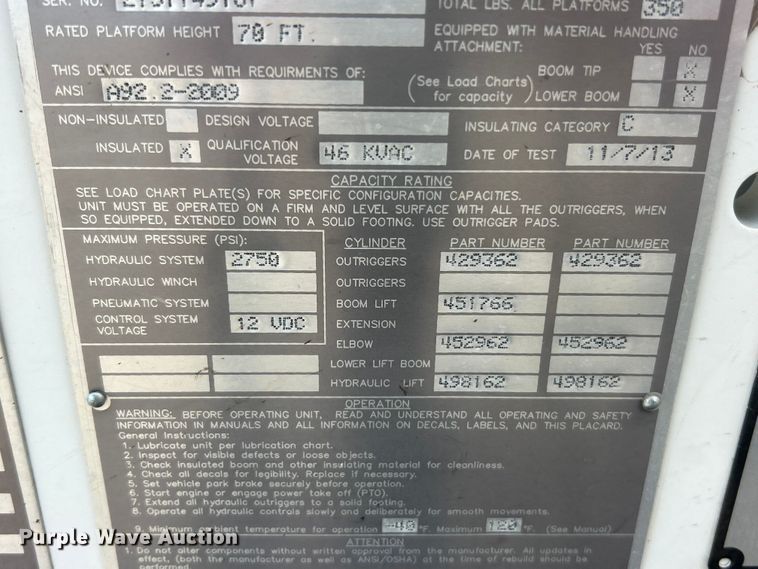 SER. NO.
TOTAL LBS. ALL PLATFORMS 350
RATED PLATFORM HEIGHT 70 FT.
EQUIPPED WITH MATERIAL HANDLING
ATTACHMENT: YES NO
THIS DEVICE COMPLIES WITH REQUIRMENTS OF:
BOOM TIP X
ANSI A92.2-2009
(See Load Charts for capacity) LOWER BOOM X
NON-INSULATED DESIGN VOLTAGE INSULATING CATEGORY C
INSULATED X QUALIFICATION VOLTAGE 46 KVAC DATE OF TEST 11/7/13
CAPACITY RATING
SEE LOAD CHART PLATE(S) FOR SPECIFIC CONFIGURATION CAPACITIES.
UNIT MUST BE OPERATED ON A FIRM AND LEVEL SURFACE WITH ALL THE OUTRIGGERS, WHEN
SO EQUIPPED, EXTENDED DOWN TO A SOLID FOOTING. USE OUTRIGGER PADS.
MAXIMUM PRESSURE (PSI):
HYDRAULIC SYSTEM 2750
HYDRAULIC WINCH
PNEUMATIC SYSTEM
CONTROL SYSTEM VOLTAGE 12 VDC
CYLINDER PART NUMBER PART NUMBER
OUTRIGGERS 429362 429362
OUTRIGGERS
BOOM LIFT 451766
EXTENSION
ELBOW 452962 452962
LOWER LIFT BOOM
HYDRAULIC LIFT 498162 498162
OPERATION
WARNING: BEFORE OPERATING UNIT, READ AND UNDERSTAND ALL OPERATING AND SAFETY
INFORMATION IN MANUALS AND ALL INFORMATION ON DECALS, LABELS, AND THIS PLACARD.
General Instructions:
1. Lubricate unit per lubrication chart.
2. Inspect for visible defects or loose objects.
3. Check insulated boom and other insulating material for cleanliness.
4. Check all decals for legibility. Replace if necessary.
5. Set vehicle park brake securely before operation.
6. Start engine or engage power take off (PTO).
7. Extend all hydraulic outriggers to a solid footing.
8. Operate all hydraulic controls slowly and deliberately for smooth movements.
9. Minimum ambient temperature for operation -40 °F. Maximum 120 °F. (See Manual)
ATTENTION
1. Do not alter components without written approval from the manufacturer. All updates in
effect, (both the manufacturer as well as ANSI/OSHA) at the time of rebuild should be
performed.
Purple Wave Auction